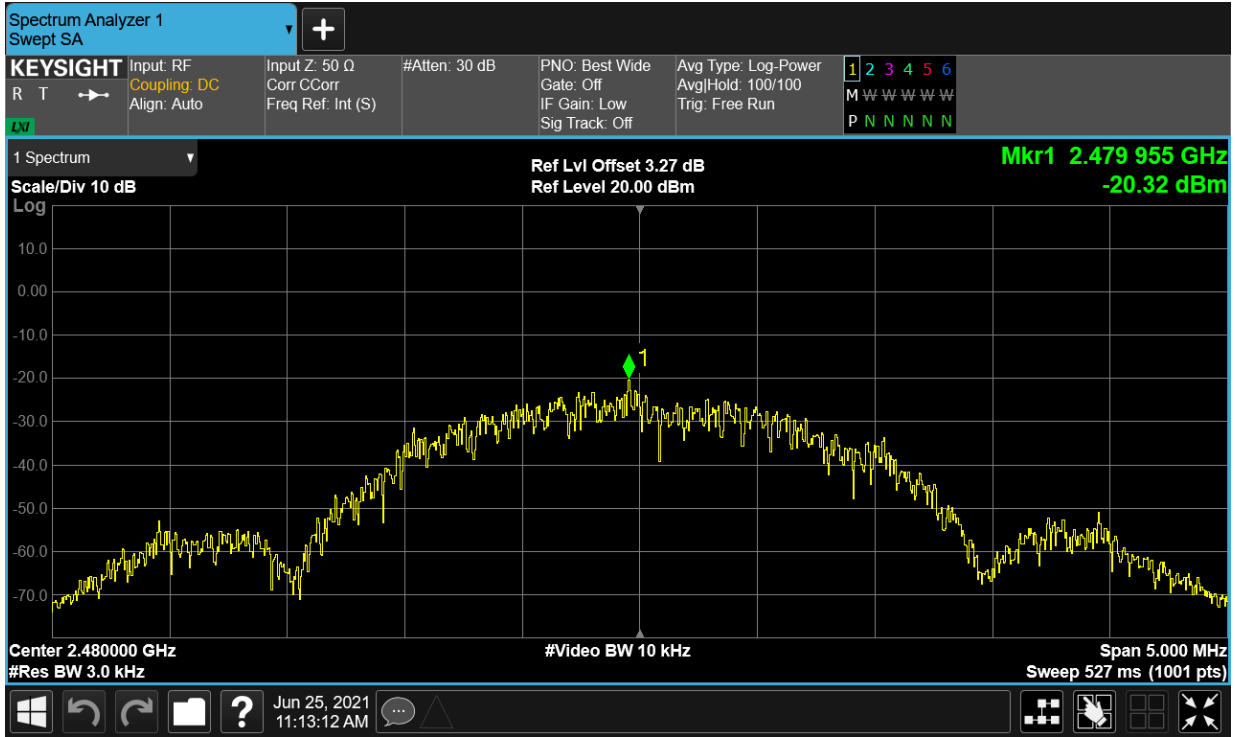 Spectrum Analyzer 1
Swept SA
+
KEYSIGHT Input: RF Input Z: 50 Ω #Atten: 30 dB PNO: Best Wide Avg Type: Log-Power 1 2 3 4 5 6
R T Coupling: DC Corr CCorr Gate: Off Avg|Hold: 100/100 M W W W W W
Align: Auto Freq Ref: Int (S) IF Gain: Low Trig: Free Run
LXI Sig Track: Off P N N N N N N
1 Spectrum Ref Lvl Offset 3.27 dB Mkr1 2.479 955 GHz
Scale/Div 10 dB Ref Level 20.00 dBm -20.32 dBm
Log
10.0
0.00
-10.0
1
-20.0
-30.0
-40.0
-50.0
-60.0
-70.0
Center 2.480000 GHz #Video BW 10 kHz Span 5.000 MHz
#Res BW 3.0 kHz Sweep 527 ms (1001 pts)
? Jun 25, 2021
11:13:12 AM